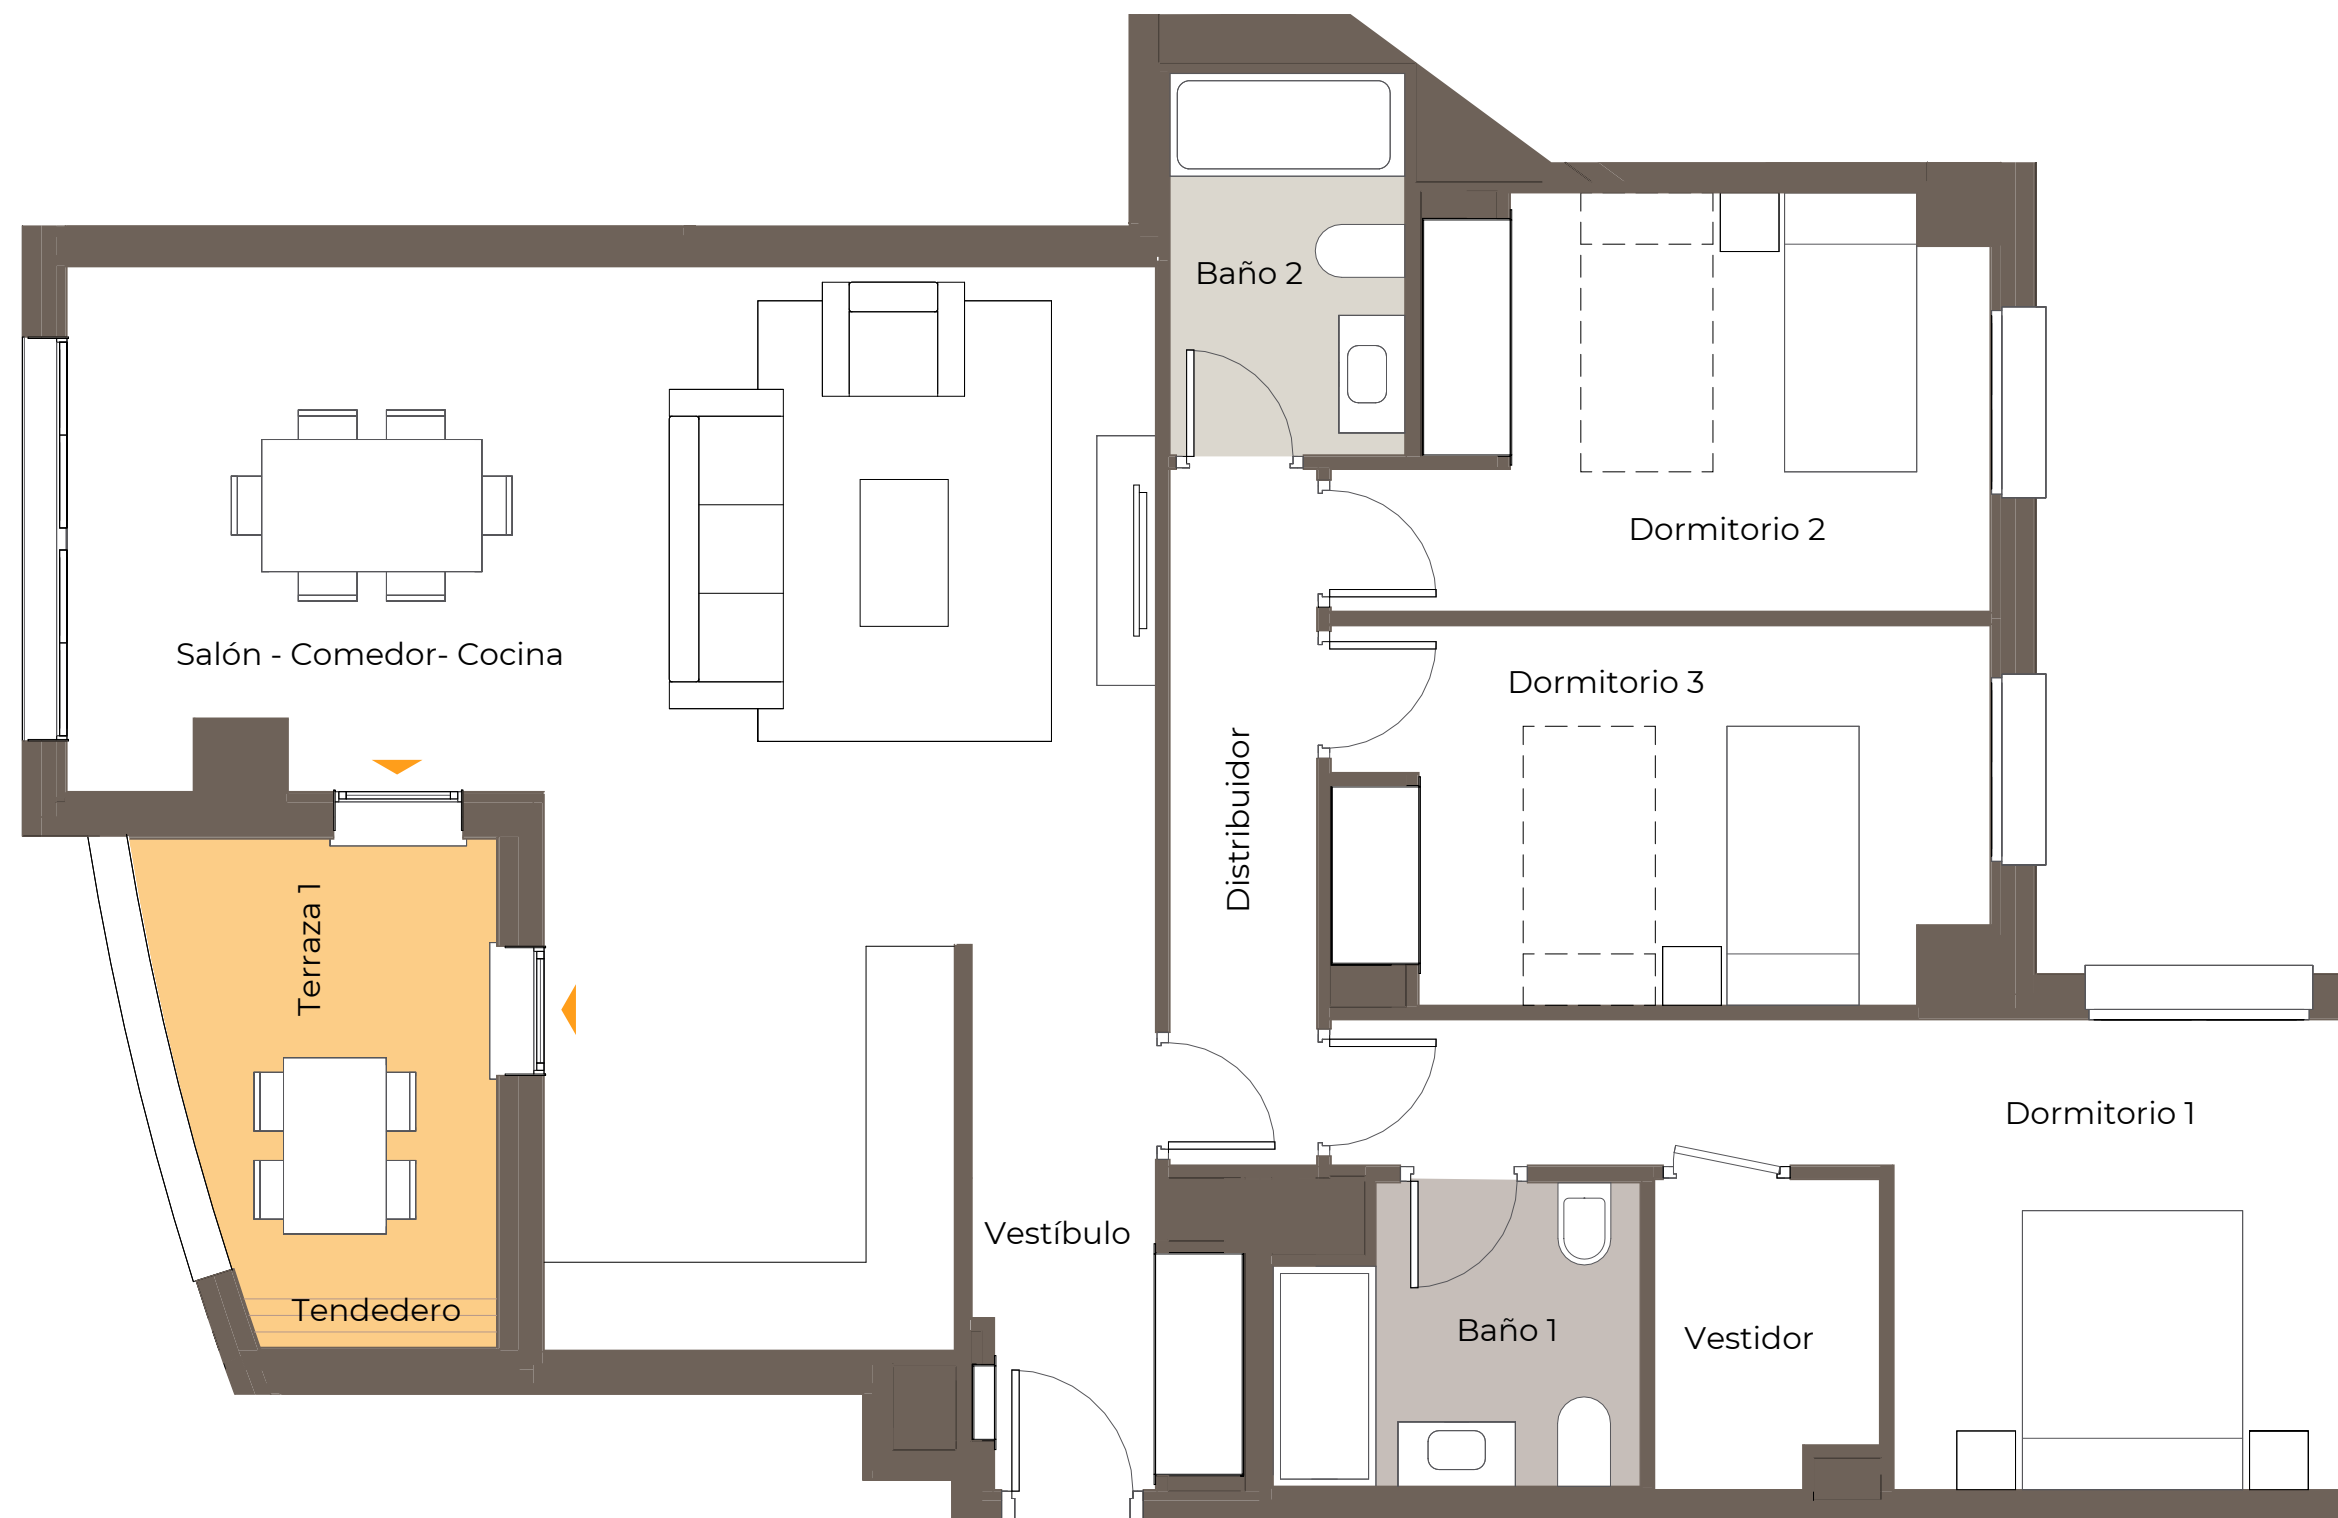 Baño 2
Dormitorio 2
Salón - Comedor- Cocina
Dormitorio 3
Distribuidor
Terraza 1
Dormitorio 1
Vestíbulo
Tendedero
Baño 1
Vestidor